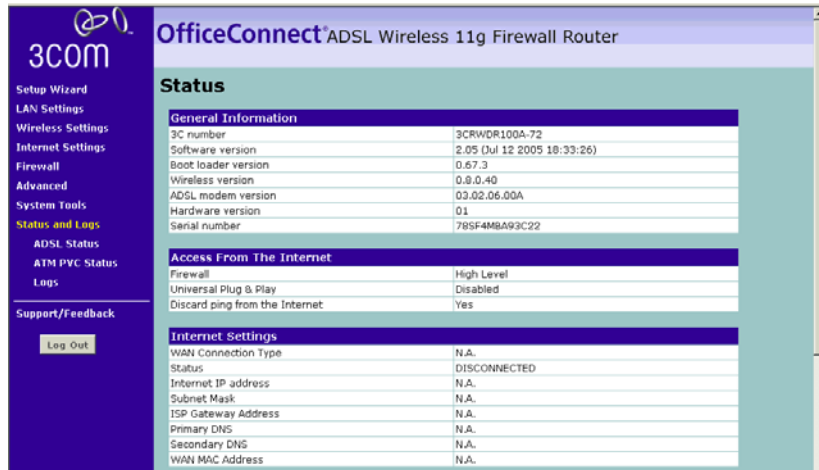 3COM
OfficeConnect® ADSL Wireless 11g Firewall Router
Setup Wizard
LAN Settings
Wireless Settings
Internet Settings
Firewall
Advanced
System Tools
Status and Logs
ADSL Status
ATM PVC Status
Logs
Support/Feedback
Log Out
Status
General Information
3C number 3CRWDR100A-72
Software version 2.05 (Jul 12 2005 18:33:26)
Boot loader version 0.67.3
Wireless version 0.8.0.40
ADSL modem version 03.02.06.00A
Hardware version 01
Serial number 78SF4MBA93C22
Access From The Internet
Firewall High Level
Universal Plug & Play Disabled
Discard ping from the Internet Yes
Internet Settings
WAN Connection Type N.A.
Status DISCONNECTED
Internet IP address N.A.
Subnet Mask N.A.
ISP Gateway Address N.A.
Primary DNS N.A.
Secondary DNS N.A.
WAN MAC Address N.A.